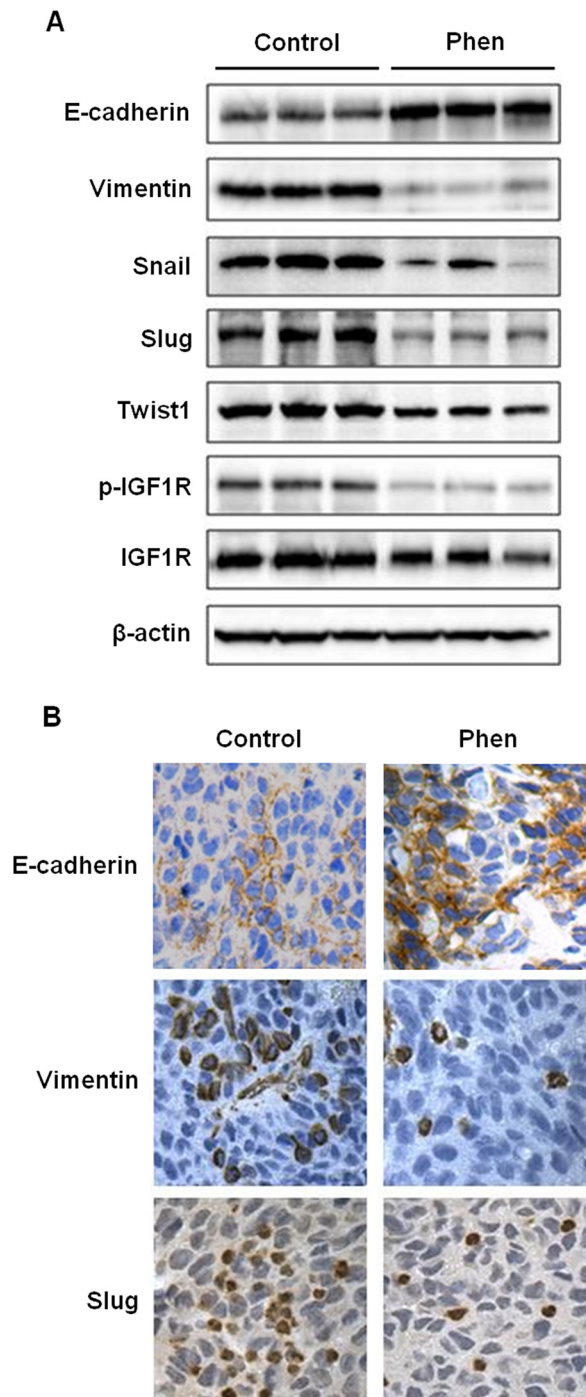 A
Control Phen
E-cadherin
Vimentin
Snail
Slug
Twist1
p-IGF1R
IGF1R
β-actin
B
Control Phen
E-cadherin
Vimentin
Slug